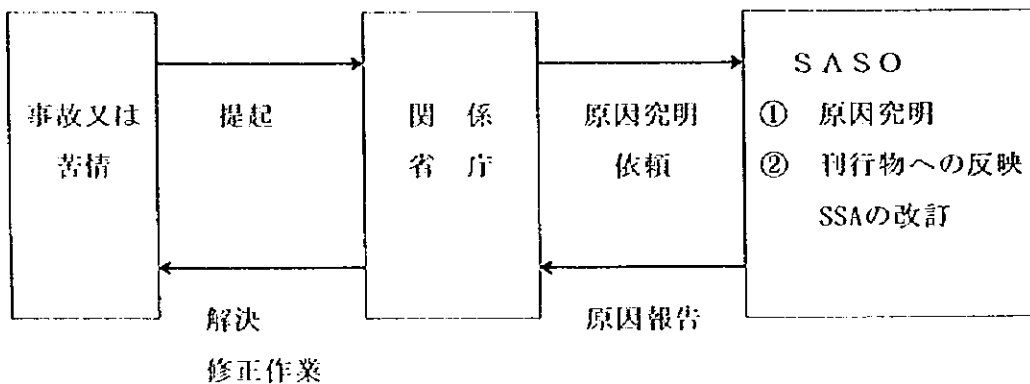 事故又は
苦情
提起
解決
修正作業
関係
省庁
原因究明
依頼
原因報告
SASO
① 原因究明
② 刊行物への反映
SSAの改訂